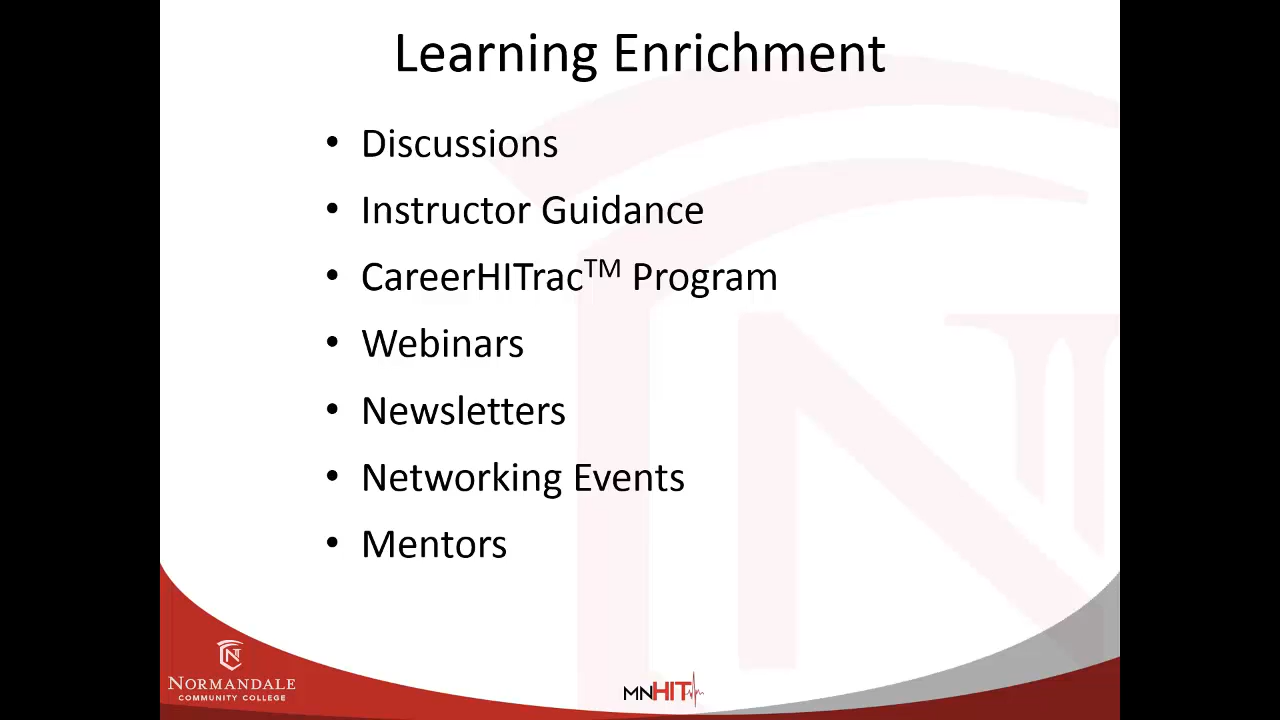 Learning Enrichment
• Discussions
• Instructor Guidance
• CareerHITrac™ Program
• Webinars
• Newsletters
• Networking Events
• Mentors
N
NORMANDALE
COMMUNITY COLLEGE
MNHIT